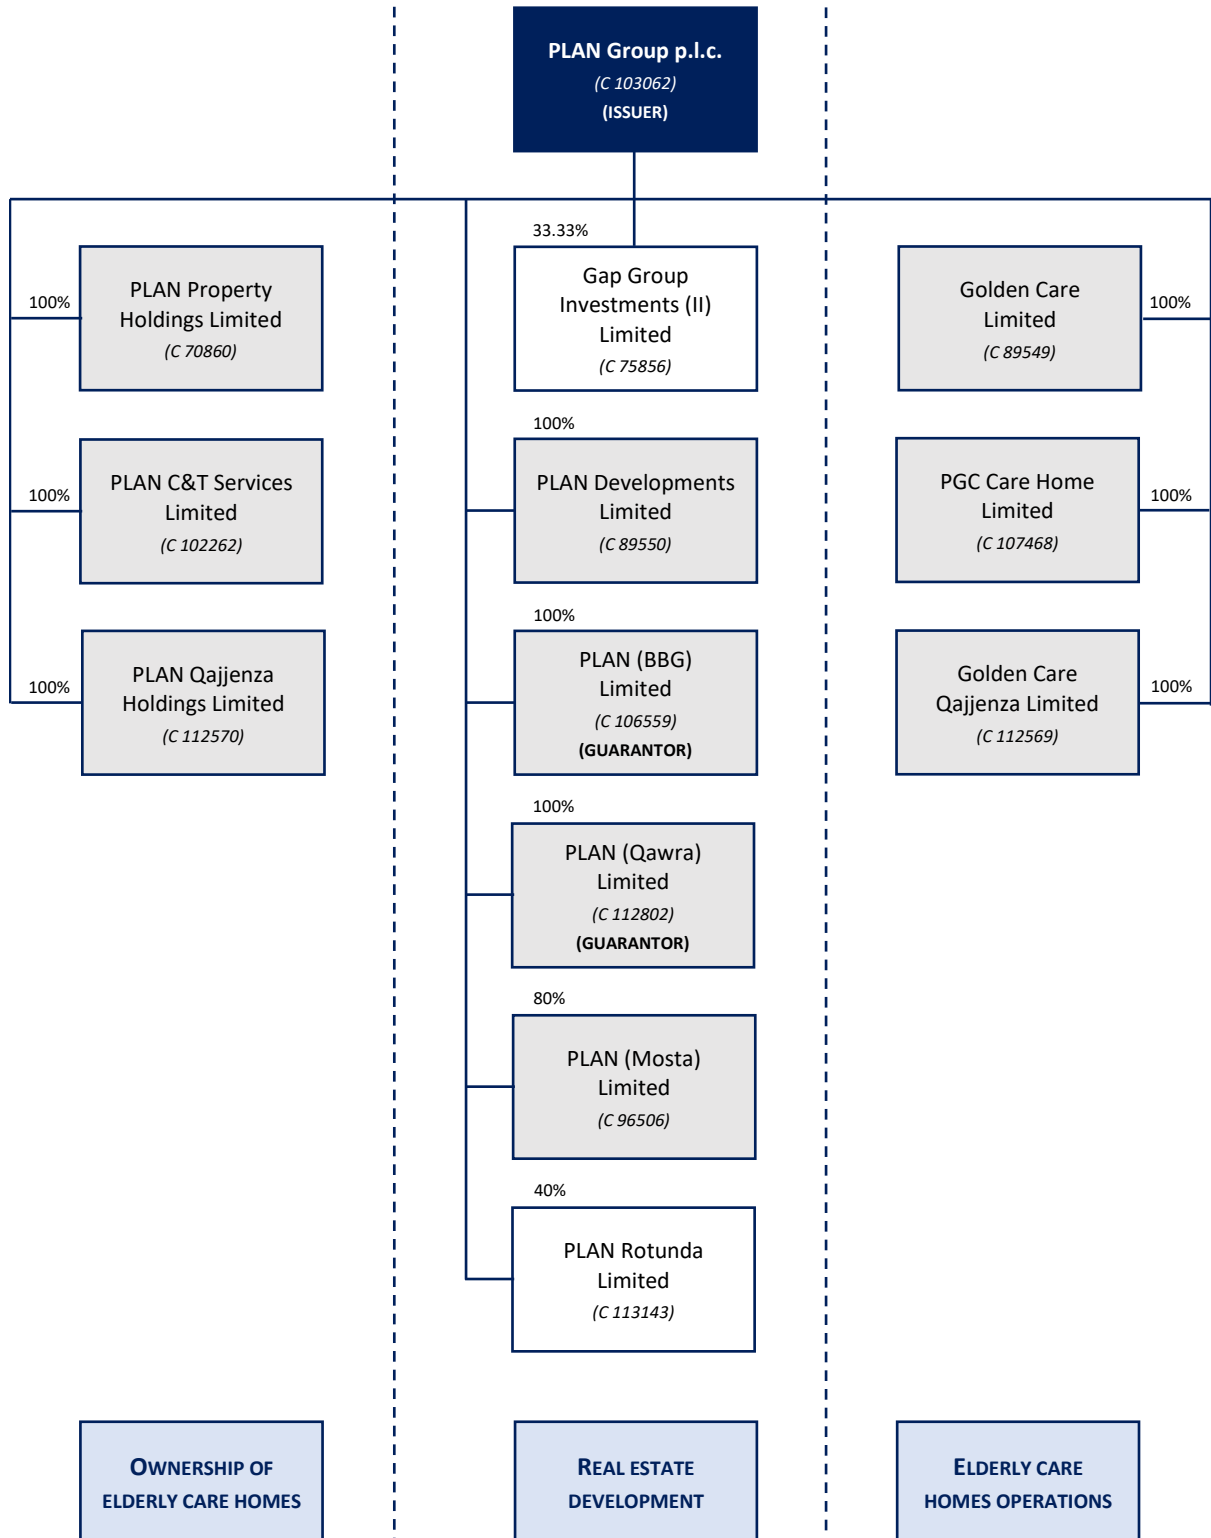 PLAN Group p.l.c.
(C 103062)
(ISSUER)
33.33%
100%
PLAN Property
Holdings Limited
(C 70860)
Gap Group
Investments (II)
Limited
(C 75856)
Golden Care
Limited
(C 89549)
100%
100%
100%
PLAN C&T Services
Limited
(C 102262)
PLAN Developments
Limited
(C 89550)
PGC Care Home
Limited
(C 107468)
100%
100%
100%
PLAN Qajjenza
Holdings Limited
(C 112570)
PLAN (BBG)
Limited
(C 106559)
(GUARANTOR)
Golden Care
Qajjenza Limited
(C 112569)
100%
100%
PLAN (Qawra)
Limited
(C 112802)
(GUARANTOR)
80%
PLAN (Mosta)
Limited
(C 96506)
40%
PLAN Rotunda
Limited
(C 113143)
OWNERSHIP OF
ELDERLY CARE HOMES
REAL ESTATE
DEVELOPMENT
ELDERLY CARE
HOMES OPERATIONS